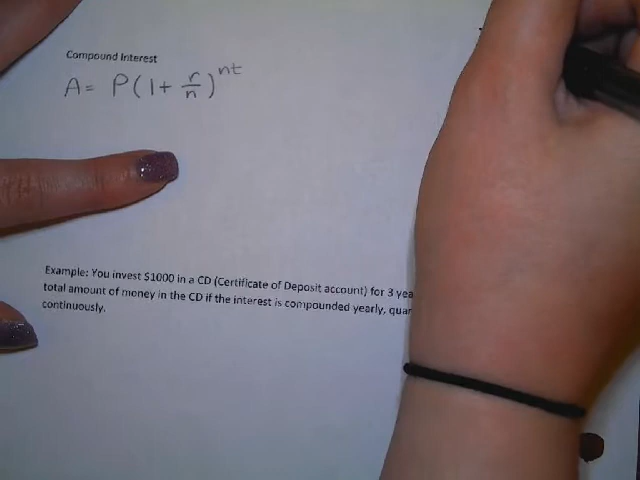 Compound Interest
A = P(1+ r/n)^nt
Example: You invest $1000 in a CD (Certificate of Deposit account) for 3
total amount of money in the CD if the interest is compounded yearly,
continuously.